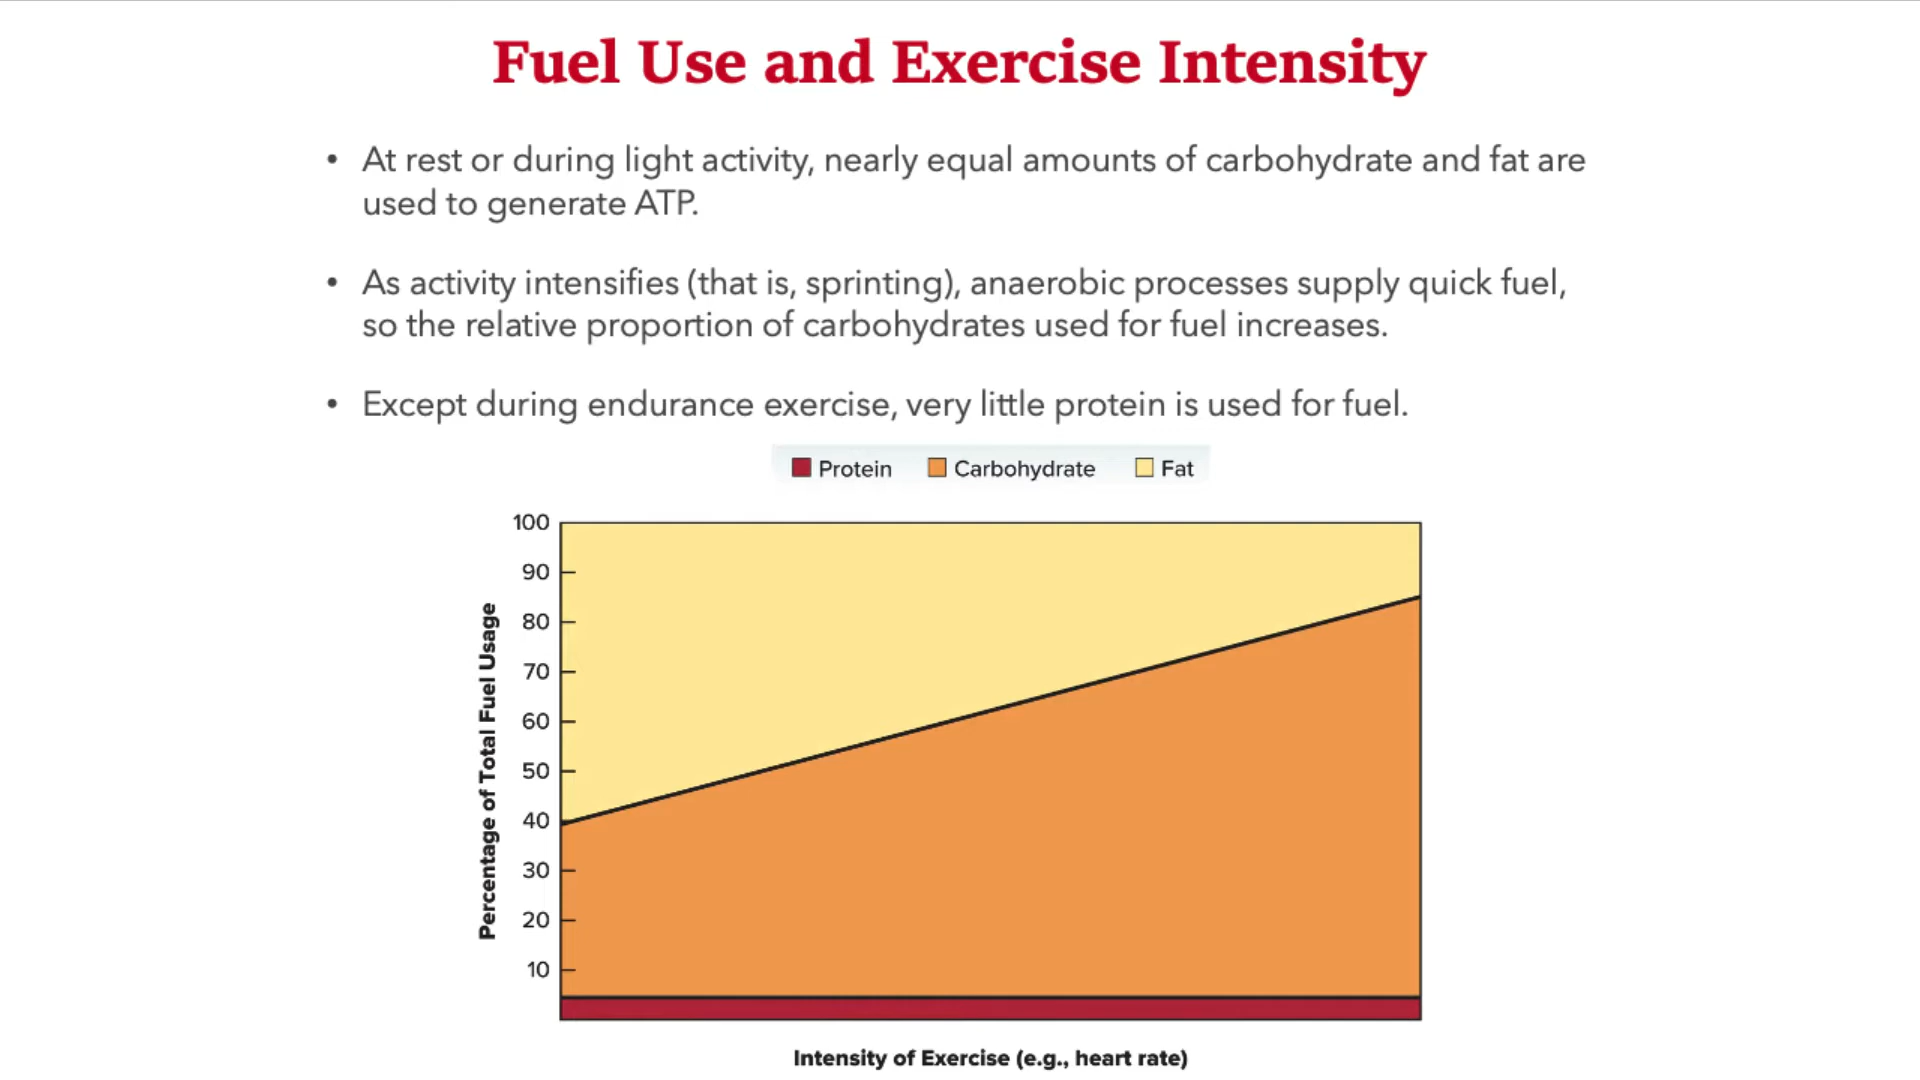 Fuel Use and Exercise Intensity
• At rest or during light activity, nearly equal amounts of carbohydrate and fat are
used to generate ATP.
• As activity intensifies (that is, sprinting), anaerobic processes supply quick fuel,
so the relative proportion of carbohydrates used for fuel increases.
• Except during endurance exercise, very little protein is used for fuel.
Protein Carbohydrate Fat
Percentage of Total Fuel Usage
100
90
80
70
60
50
40
30
20
10
Intensity of Exercise (e.g., heart rate)